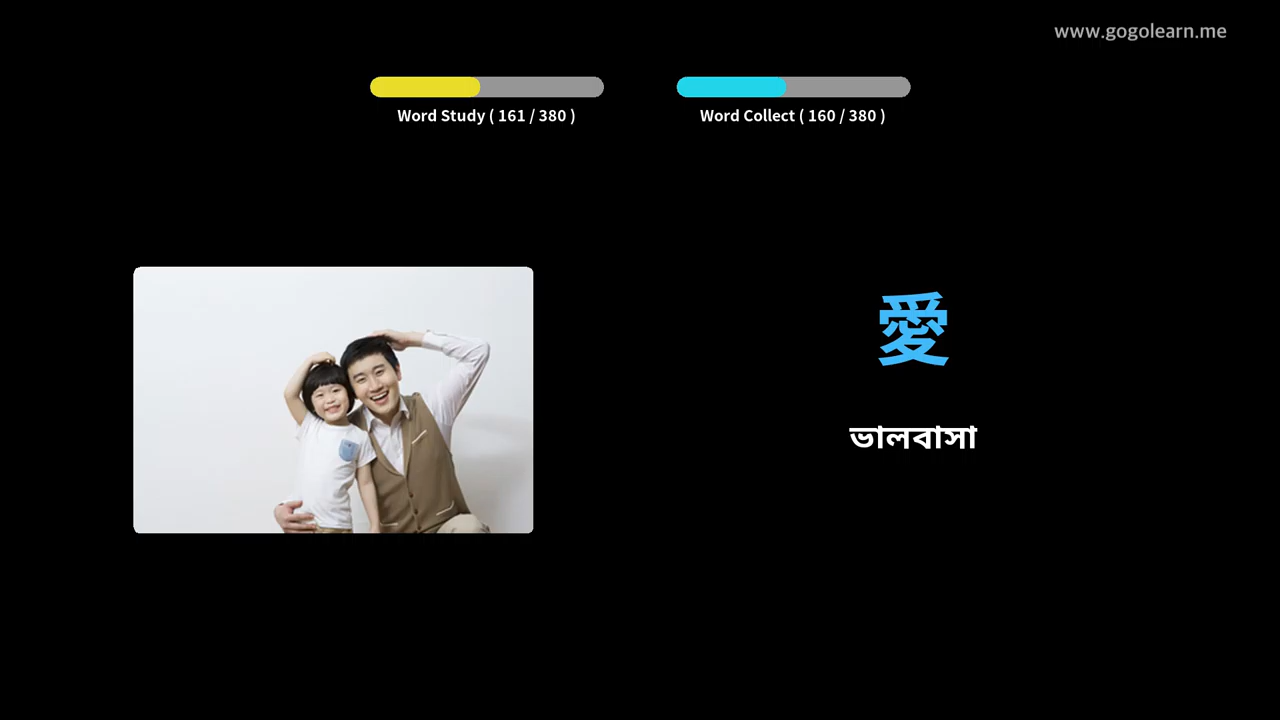 www.gogolearn.me
Word Study ( 161 / 380 )
Word Collect ( 160 / 380 )
愛
ভালবাসা